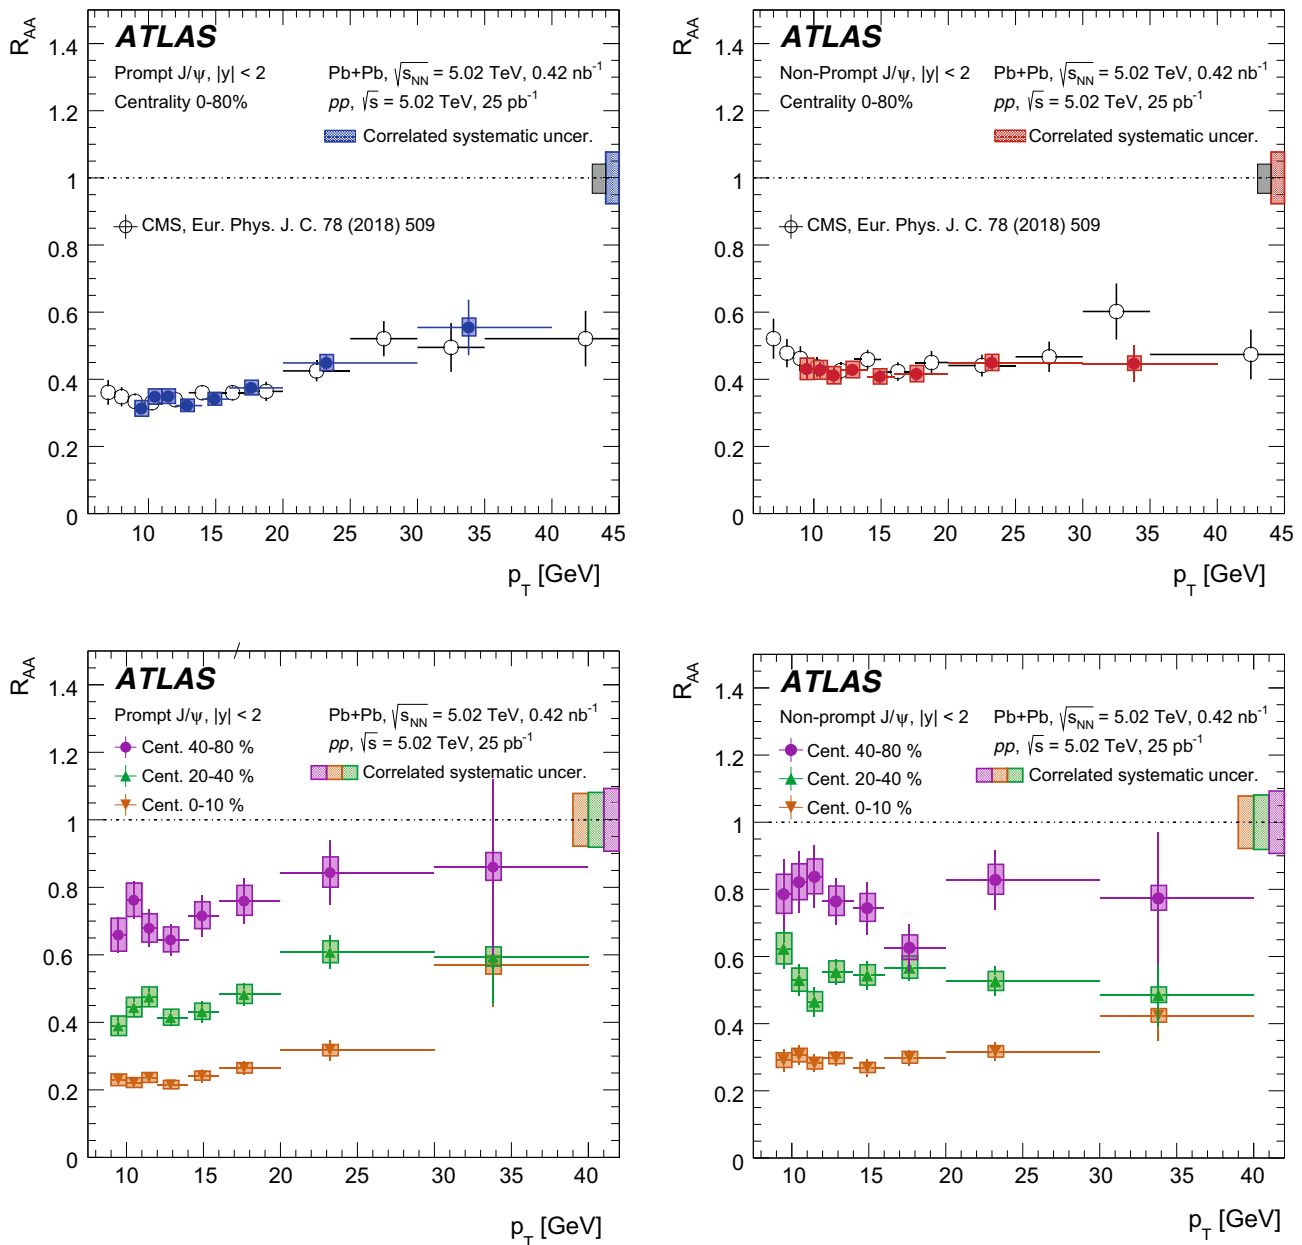 R_AA
ATLAS
Prompt J/ψ, |y| < 2
Centrality 0-80%
Pb+Pb, √s_NN = 5.02 TeV, 0.42 nb⁻¹
pp, √s = 5.02 TeV, 25 pb⁻¹
Correlated systematic uncer.
CMS, Eur. Phys. J. C. 78 (2018) 509
1.4
1.2
1
0.8
0.6
0.4
0.2
0
10 15 20 25 30 35 40 45
p_T [GeV]
R_AA
ATLAS
Non-Prompt J/ψ, |y| < 2
Centrality 0-80%
Pb+Pb, √s_NN = 5.02 TeV, 0.42 nb⁻¹
pp, √s = 5.02 TeV, 25 pb⁻¹
Correlated systematic uncer.
CMS, Eur. Phys. J. C. 78 (2018) 509
1.4
1.2
1
0.8
0.6
0.4
0.2
0
10 15 20 25 30 35 40 45
p_T [GeV]
R_AA
ATLAS
Prompt J/ψ, |y| < 2
Cent. 40-80 %
Cent. 20-40 %
Cent. 0-10 %
Pb+Pb, √s_NN = 5.02 TeV, 0.42 nb⁻¹
pp, √s = 5.02 TeV, 25 pb⁻¹
Correlated systematic uncer.
1.4
1.2
1
0.8
0.6
0.4
0.2
0
10 15 20 25 30 35 40
p_T [GeV]
R_AA
ATLAS
Non-prompt J/ψ, |y| < 2
Cent. 40-80 %
Cent. 20-40 %
Cent. 0-10 %
Pb+Pb, √s_NN = 5.02 TeV, 0.42 nb⁻¹
pp, √s = 5.02 TeV, 25 pb⁻¹
Correlated systematic uncer.
1.4
1.2
1
0.8
0.6
0.4
0.2
0
10 15 20 25 30 35 40
p_T [GeV]